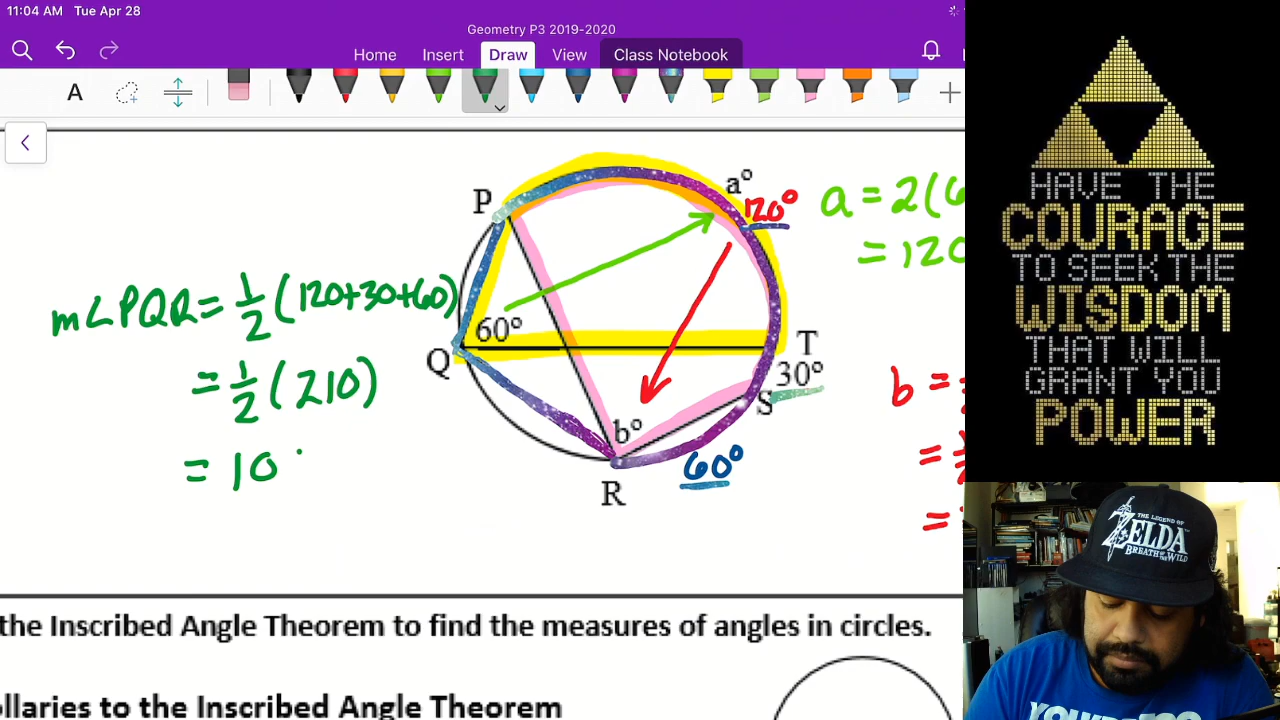 11:04 AM Tue Apr 28
Geometry P3 2019-2020
Home Insert Draw View Class Notebook
A
P
a°
120°
a = 2(6
= 120
m∠PQR = 1/2 (120+30+60)
60°
Q
T
30°
= 1/2 (210)
S
b =
b°
= 10
60°
R
=
=
the Inscribed Angle Theorem to find the measures of angles in circles.
ollaries to the Inscribed Angle Theorem
HAVE THE
COURAGE
TO SEEK THE
WISDOM
THAT WILL
GRANT YOU
POWER
THE LEGEND OF
ZELDA
BREATH OF THE WILD